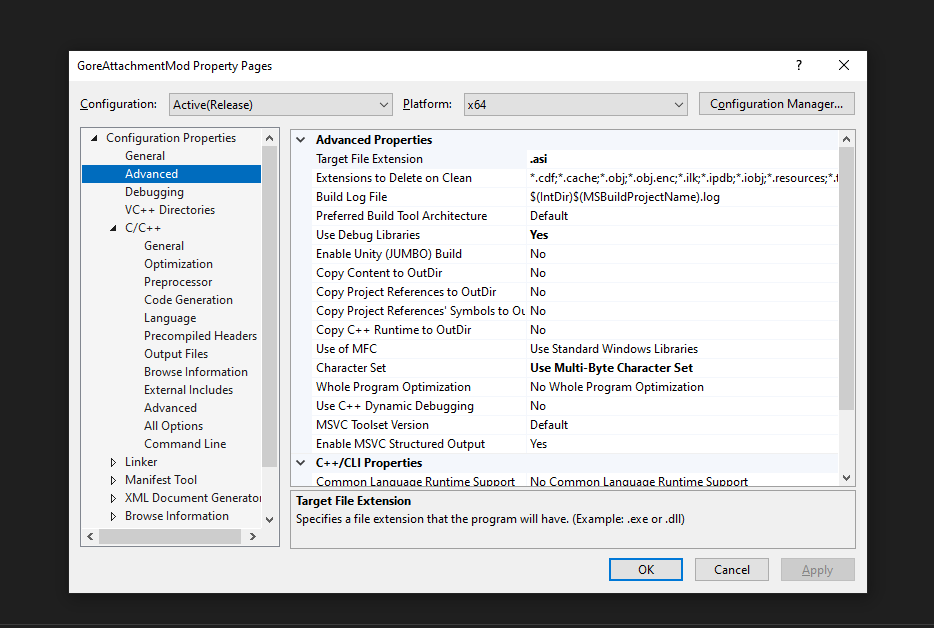 GoreAttachmentMod Property Pages ?
Configuration: Active(Release) Platform: x64 Configuration Manager...
Configuration Properties
General
Advanced
Debugging
VC++ Directories
C/C++
General
Optimization
Preprocessor
Code Generation
Language
Precompiled Headers
Output Files
Browse Information
External Includes
Advanced
All Options
Command Line
Linker
Manifest Tool
XML Document Generator
Browse Information
Advanced Properties
Target File Extension .asi
Extensions to Delete on Clean *.cdf;*.cache;*.obj;*.obj.enc;*.ilk;*.ipdb;*.iobj;*.resources;*.t
Build Log File $(IntDir)$(MSBuildProjectName).log
Preferred Build Tool Architecture Default
Use Debug Libraries Yes
Enable Unity (JUMBO) Build No
Copy Content to OutDir No
Copy Project References to OutDir No
Copy Project References' Symbols to Ou No
Copy C++ Runtime to OutDir No
Use of MFC Use Standard Windows Libraries
Character Set Use Multi-Byte Character Set
Whole Program Optimization No Whole Program Optimization
Use C++ Dynamic Debugging No
MSVC Toolset Version Default
Enable MSVC Structured Output Yes
C++/CLI Properties
Common Language Runtime Support No Common Language Runtime Support
Target File Extension
Specifies a file extension that the program will have. (Example: .exe or .dll)
OK Cancel Apply